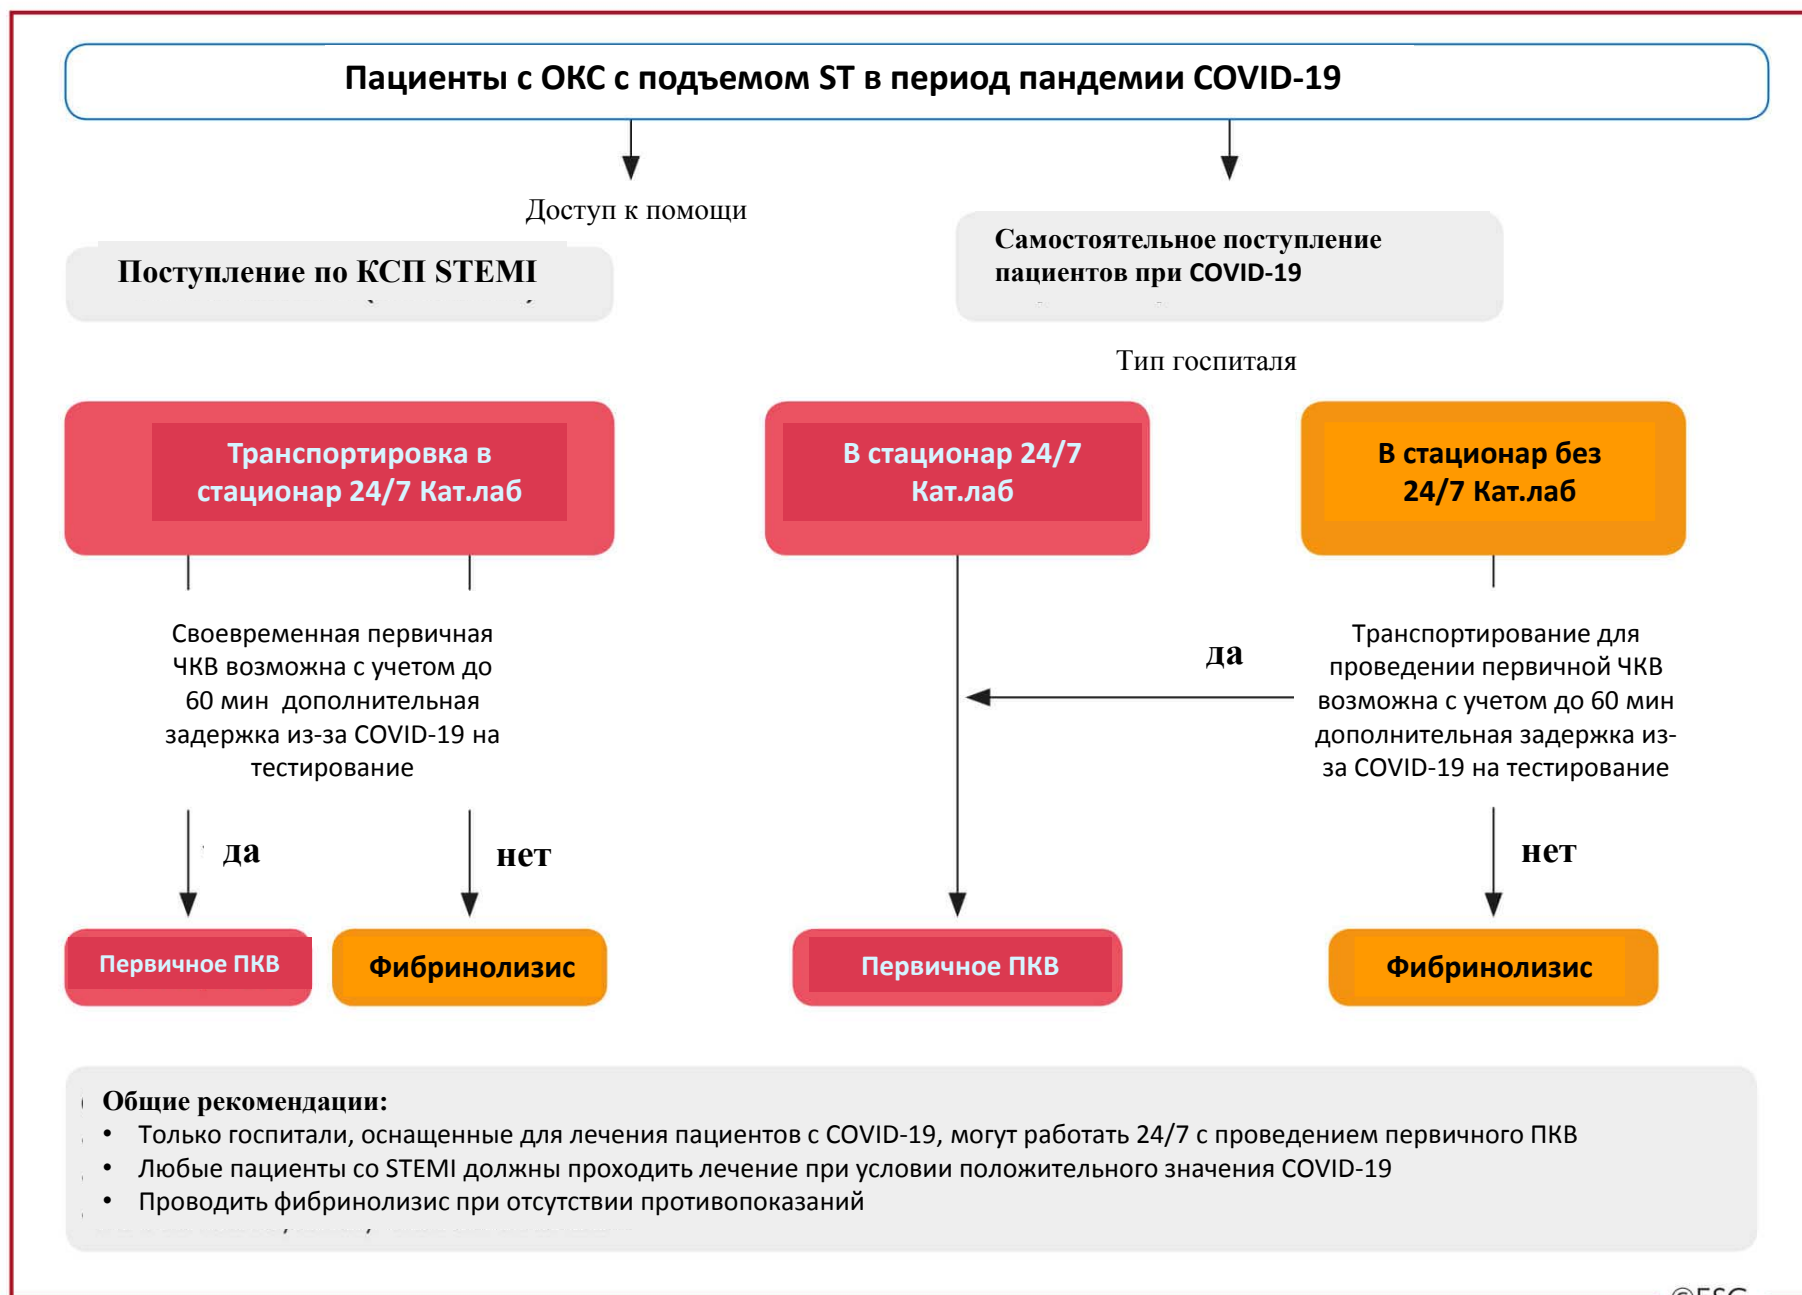 Пациенты с ОКС с подъемом ST в период пандемии COVID-19
Доступ к помощи
Поступление по КСП STEMI
Самостоятельное поступление
пациентов при COVID-19
Тип госпиталя
Транспортировка в
стационар 24/7 Кат.лаб
В стационар 24/7
Кат.лаб
В стационар без
24/7 Кат.лаб
Своевременная первичная
ЧКВ возможна с учетом до
60 мин дополнительная
задержка из-за COVID-19 на
тестирование
да
Транспортирование для
проведении первичной ЧКВ
возможна с учетом до 60 мин
дополнительная задержка из-
за COVID-19 на тестирование
да
нет
нет
Первичное ПКВ
Фибринолизис
Первичное ПКВ
Фибринолизис
Общие рекомендации:
• Только госпитали, оснащенные для лечения пациентов с COVID-19, могут работать 24/7 с проведением первичного ПКВ
• Любые пациенты со STEMI должны проходить лечение при условии положительного значения COVID-19
• Проводить фибринолизис при отсутствии противопоказаний
©ESC